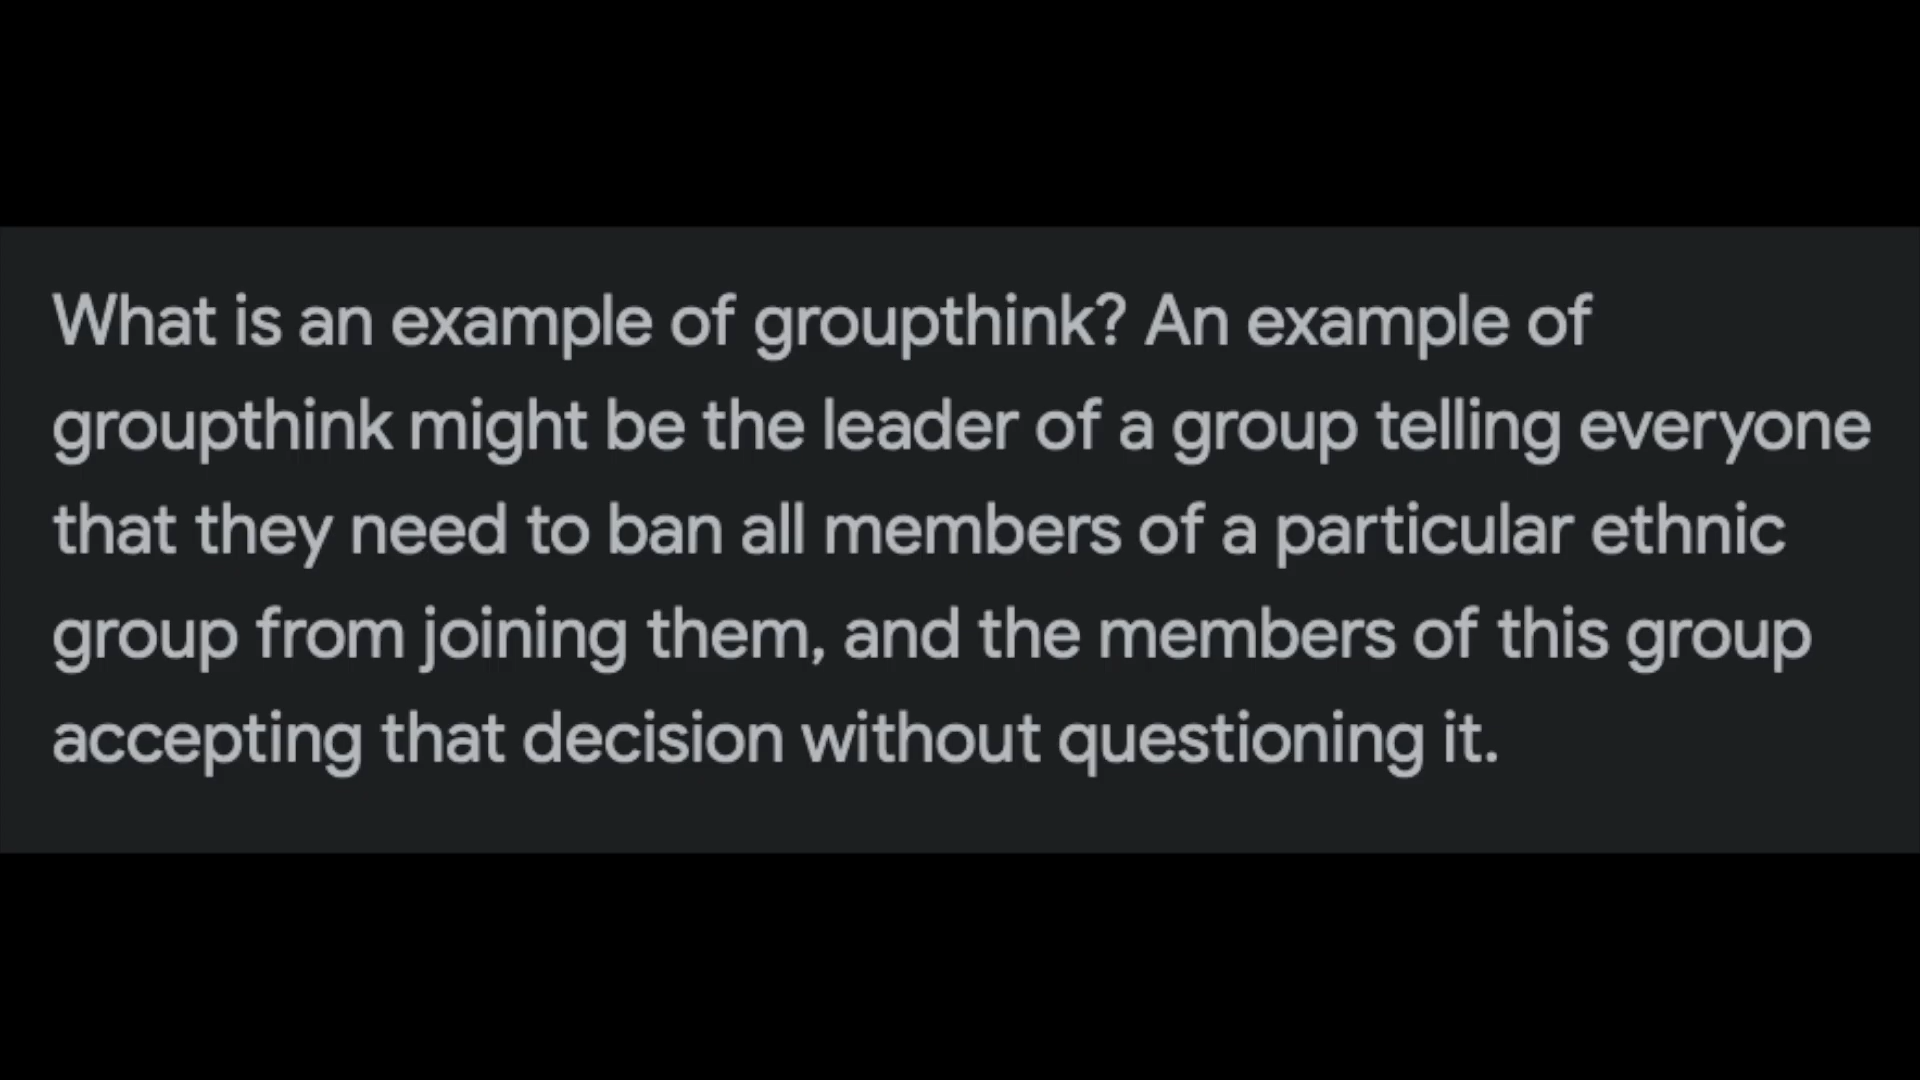 What is an example of groupthink? An example of
groupthink might be the leader of a group telling everyone
that they need to ban all members of a particular ethnic
group from joining them, and the members of this group
accepting that decision without questioning it.